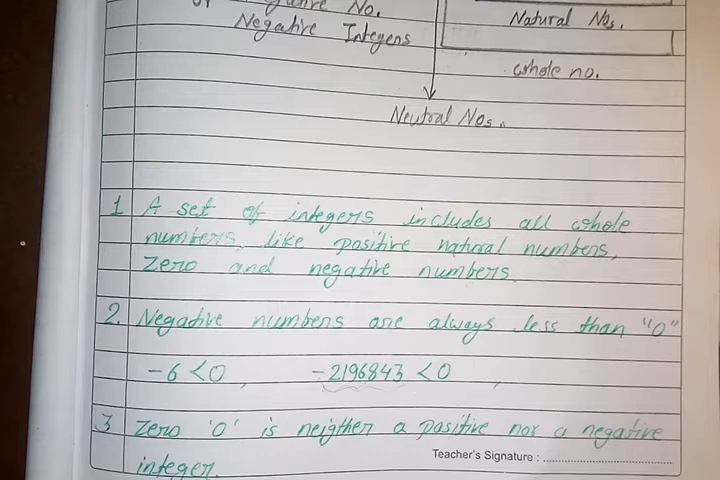 No.
Natural Nos.
Negative Integers
whole no.
Neutral Nos.
1 A set of integers includes all whole
numbers, like positive natural numbers,
Zero and negative numbers.
2. Negative numbers are always less than "0"
-6 < 0, -2196843 < 0,
3 Zero '0' is neigther a positive nor a negative
integer.
Teacher's Signature :